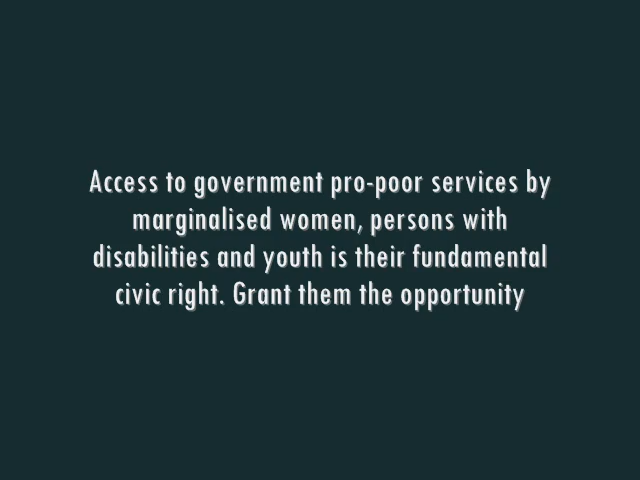 Access to government pro-poor services by
marginalised women, persons with
disabilities and youth is their fundamental
civic right. Grant them the opportunity